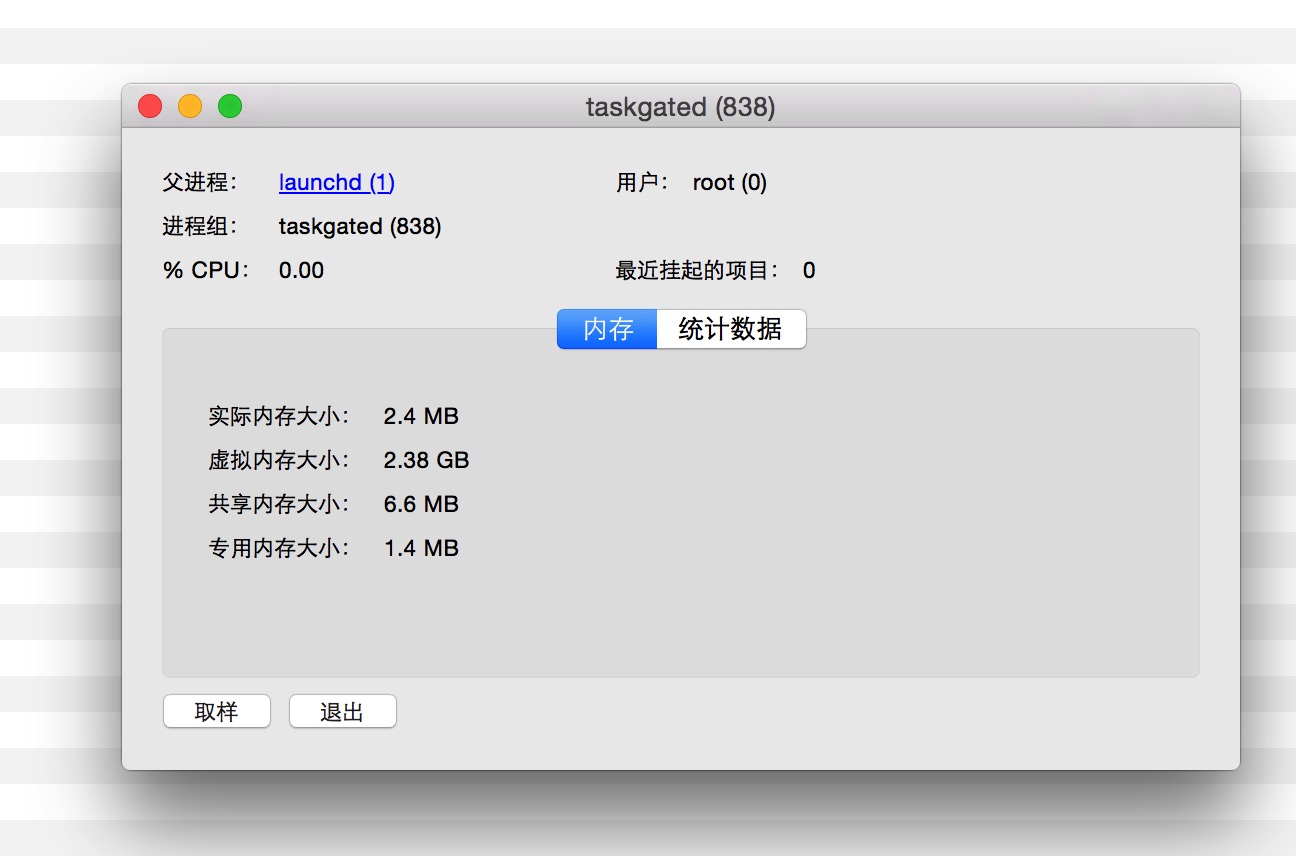 taskgated (838)
父进程： launchd (1) 用户： root (0)
进程组： taskgated (838)
% CPU： 0.00 最近挂起的项目： 0
内存 统计数据
实际内存大小： 2.4 MB
虚拟内存大小： 2.38 GB
共享内存大小： 6.6 MB
专用内存大小： 1.4 MB
取样 退出